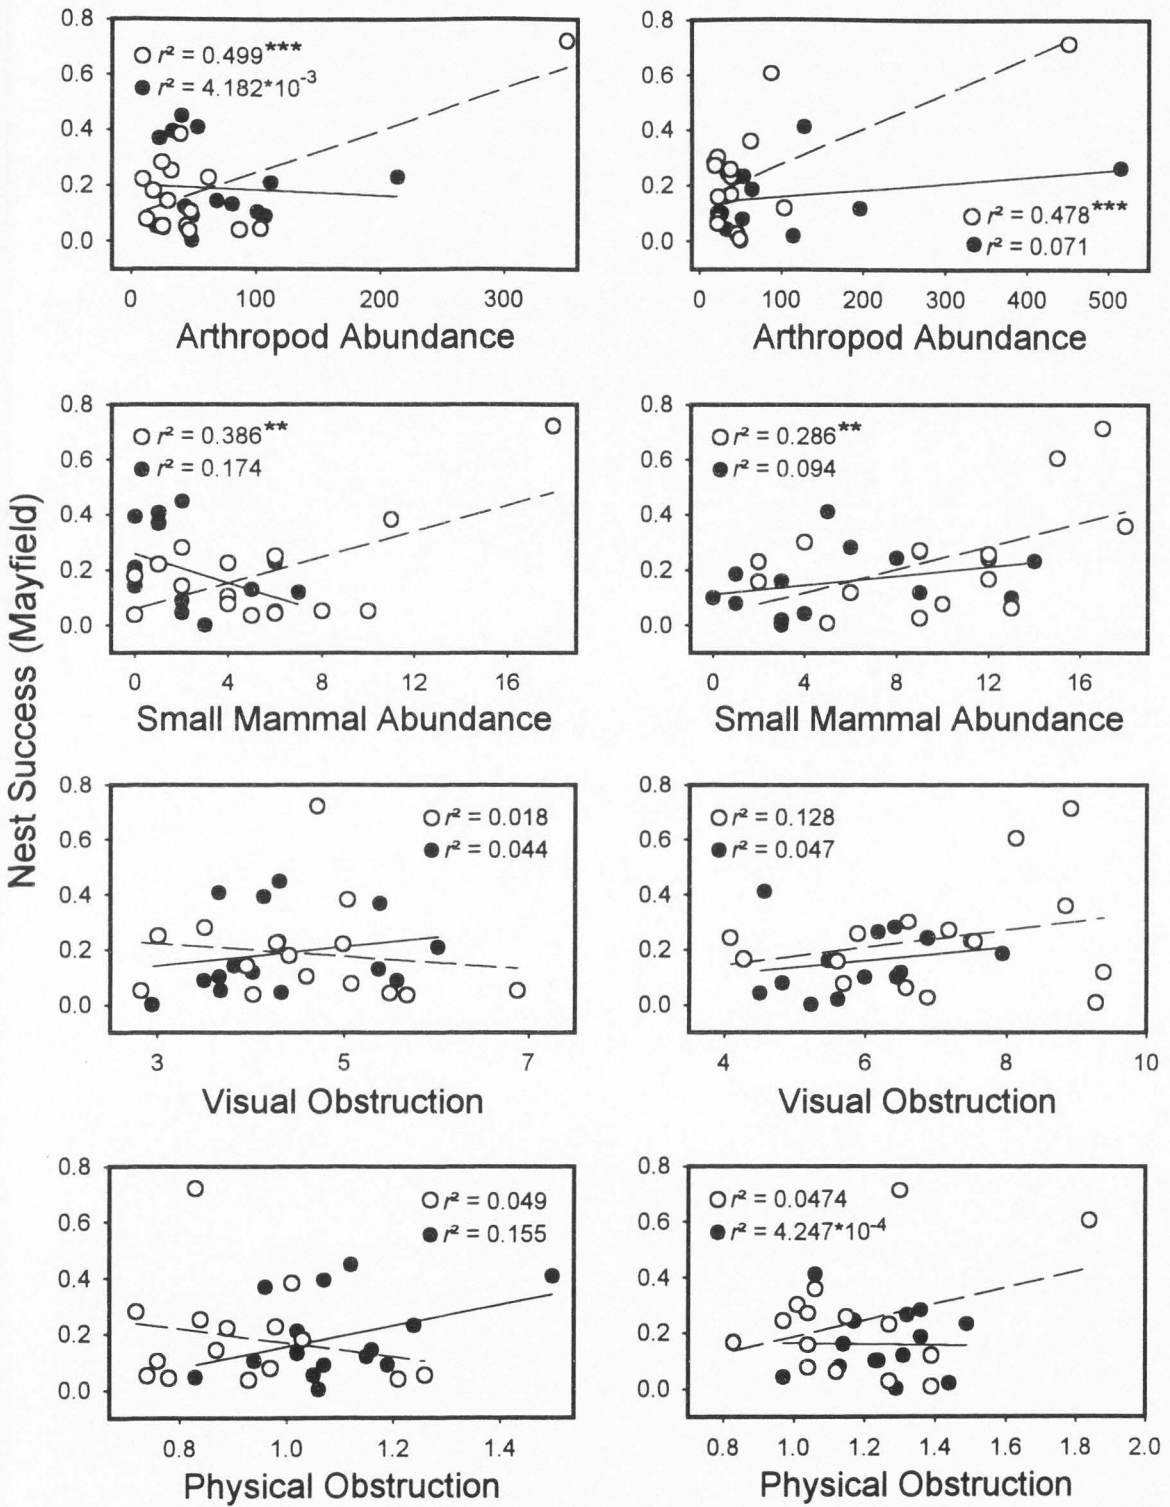 Nest Success (Mayfield)
0.8
0.6
0.4
0.2
0.0
r² = 0.499***
r² = 4.182*10⁻³
0 100 200 300
Arthropod Abundance
0.8
0.6
0.4
0.2
0.0
r² = 0.478***
r² = 0.071
0 100 200 300 400 500
Arthropod Abundance
0.8
0.6
0.4
0.2
0.0
r² = 0.386**
r² = 0.174
0 4 8 12 16
Small Mammal Abundance
0.8
0.6
0.4
0.2
0.0
r² = 0.286**
r² = 0.094
0 4 8 12 16
Small Mammal Abundance
0.8
0.6
0.4
0.2
0.0
r² = 0.018
r² = 0.044
3 5 7
Visual Obstruction
0.8
0.6
0.4
0.2
0.0
r² = 0.128
r² = 0.047
4 6 8 10
Visual Obstruction
0.8
0.6
0.4
0.2
0.0
r² = 0.049
r² = 0.155
0.8 1.0 1.2 1.4
Physical Obstruction
0.8
0.6
0.4
0.2
0.0
r² = 0.0474
r² = 4.247*10⁻⁴
0.8 1.0 1.2 1.4 1.6 1.8 2.0
Physical Obstruction